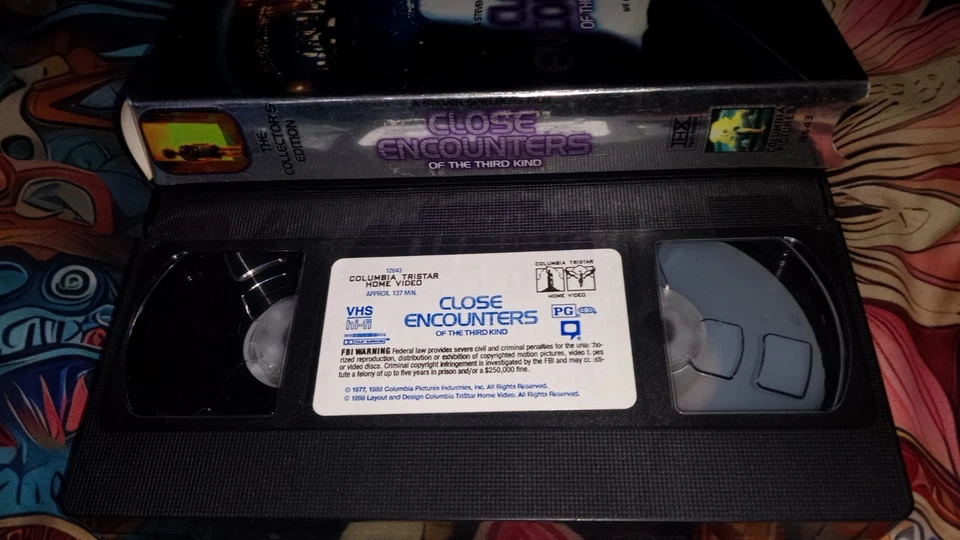 A STEVEN SPIELBERG FILM
THE
COLLECTOR'S
EDITION
CLOSE
ENCOUNTERS
OF THE THIRD KIND
THX
12643
COLUMBIA TRISTAR
HOME VIDEO
APPROX. 137 MIN.
VHS
hi-fi
CLOSE
ENCOUNTERS
OF THE THIRD KIND
COLUMBIA TRISTAR
HOME VIDEO
PG
FBI WARNING Federal law provides severe civil and criminal penalties for the unautho-
rized reproduction, distribution or exhibition of copyrighted motion pictures, video tapes
or video discs. Criminal copyright infringement is investigated by the FBI and may consti-
tute a felony of up to five years in prison and/or a $250,000 fine.
© 1977, 1988 Columbia Pictures Industries, Inc. All Rights Reserved.
© 1998 Layout and Design Columbia TriStar Home Video. All Rights Reserved.